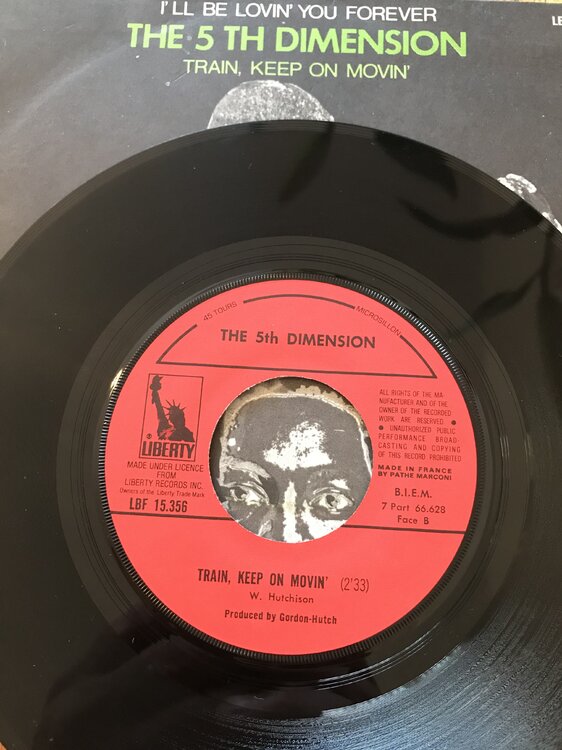 I'LL BE LOVIN' YOU FOREVER
THE 5 TH DIMENSION
TRAIN, KEEP ON MOVIN'
45 TOURS
MICROSILLON
THE 5th DIMENSION
® LIBERTY
MADE UNDER LICENCE
FROM
LIBERTY RECORDS INC.
Owners of the Liberty Trade Mark
LBF 15.356
ALL RIGHTS OF THE MA-
NUFACTURER AND OF THE
OWNER OF THE RECORDED
WORK ARE RESERVED ●
● UNAUTHORIZED PUBLIC
PERFORMANCE BROAD-
CASTING AND COPYING
OF THIS RECORD PROHIBITED
MADE IN FRANCE
BY PATHE MARCONI
B.I.E.M.
7 Part 66.628
Face B
TRAIN, KEEP ON MOVIN' (2'33)
W. Hutchison
Produced by Gordon-Hutch